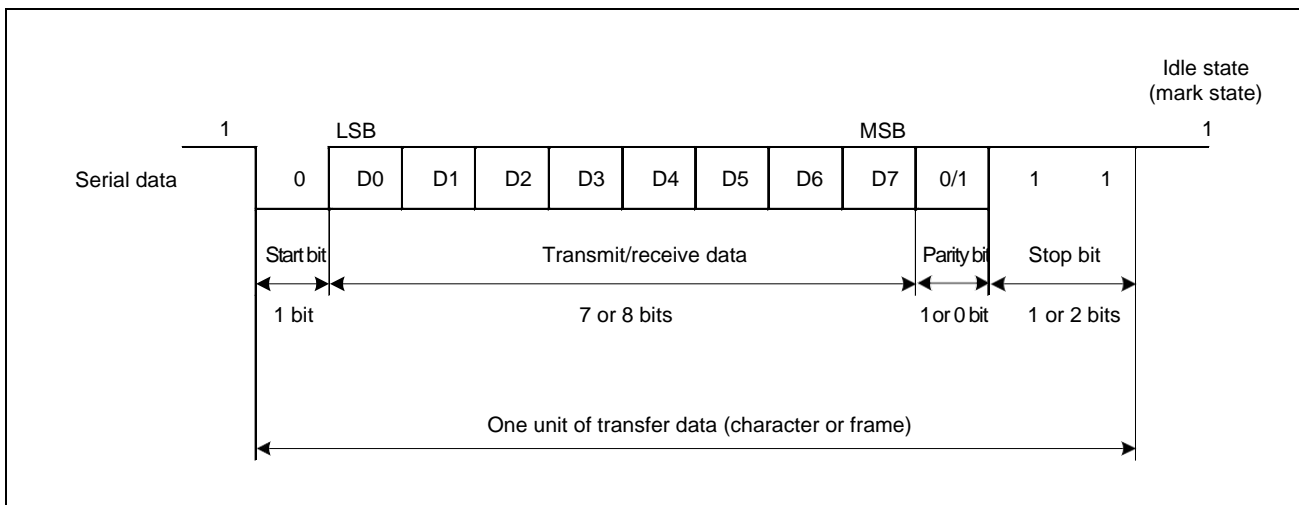 Idle state
(mark state)
1 LSB MSB 1
Serial data 0 D0 D1 D2 D3 D4 D5 D6 D7 0/1 1 1
Start bit Transmit/receive data Parity bit Stop bit
1 bit 7 or 8 bits 1 or 0 bit 1 or 2 bits
One unit of transfer data (character or frame)